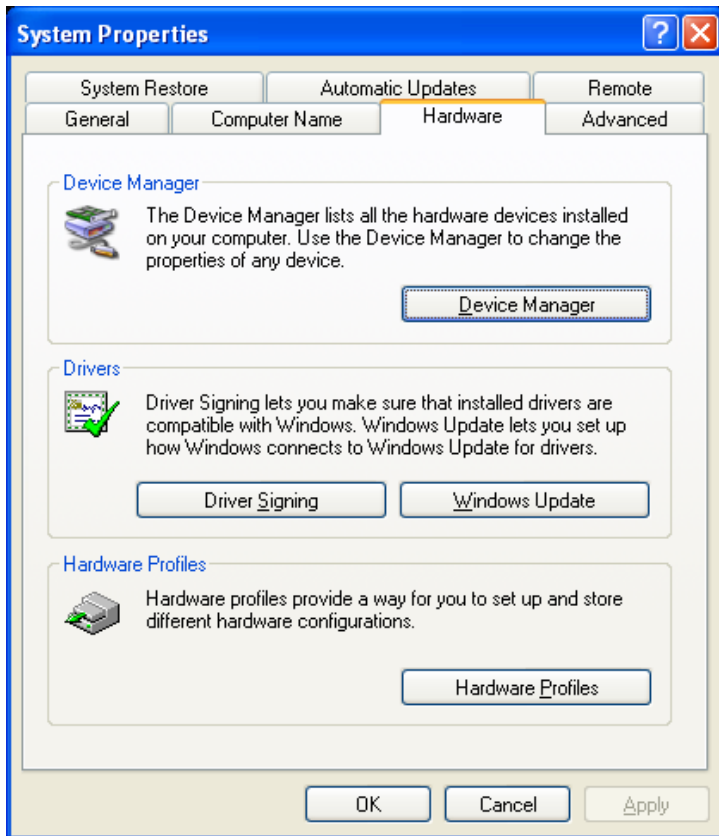 System Properties
System Restore
Automatic Updates
Remote
General
Computer Name
Hardware
Advanced
Device Manager
The Device Manager lists all the hardware devices installed
on your computer. Use the Device Manager to change the
properties of any device.
Device Manager
Drivers
Driver Signing lets you make sure that installed drivers are
compatible with Windows. Windows Update lets you set up
how Windows connects to Windows Update for drivers.
Driver Signing
Windows Update
Hardware Profiles
Hardware profiles provide a way for you to set up and store
different hardware configurations.
Hardware Profiles
OK
Cancel
Apply